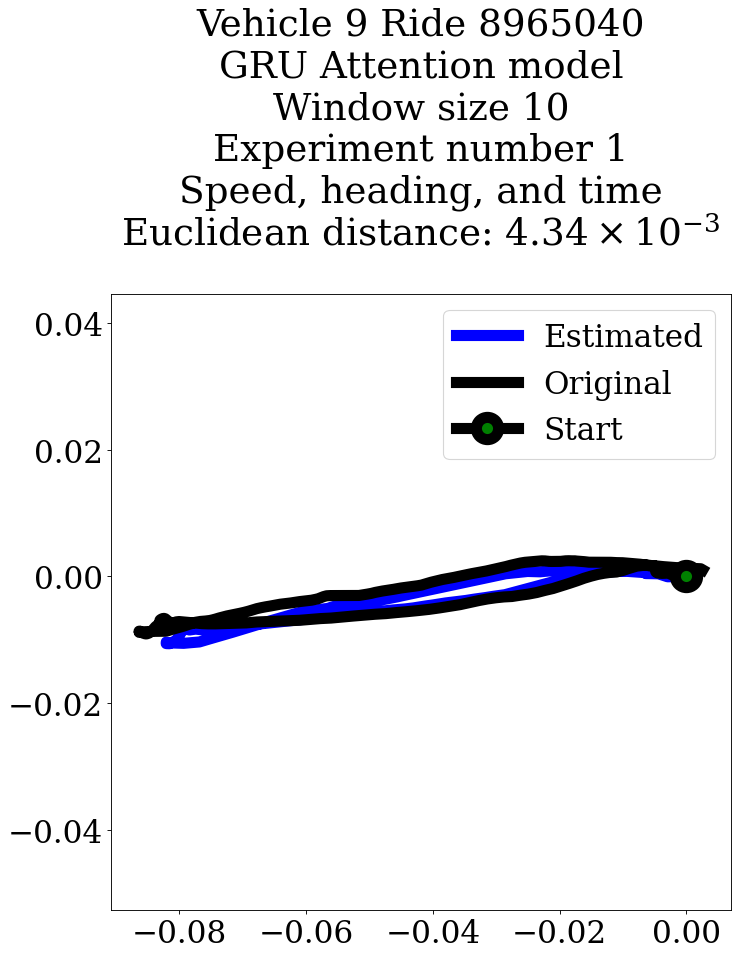 Vehicle 9 Ride 8965040
GRU Attention model
Window size 10
Experiment number 1
Speed, heading, and time
Euclidean distance: 4.34 × 10⁻³
Estimated
Original
Start
0.04
0.02
0.00
−0.02
−0.04
−0.08 −0.06 −0.04 −0.02 0.00